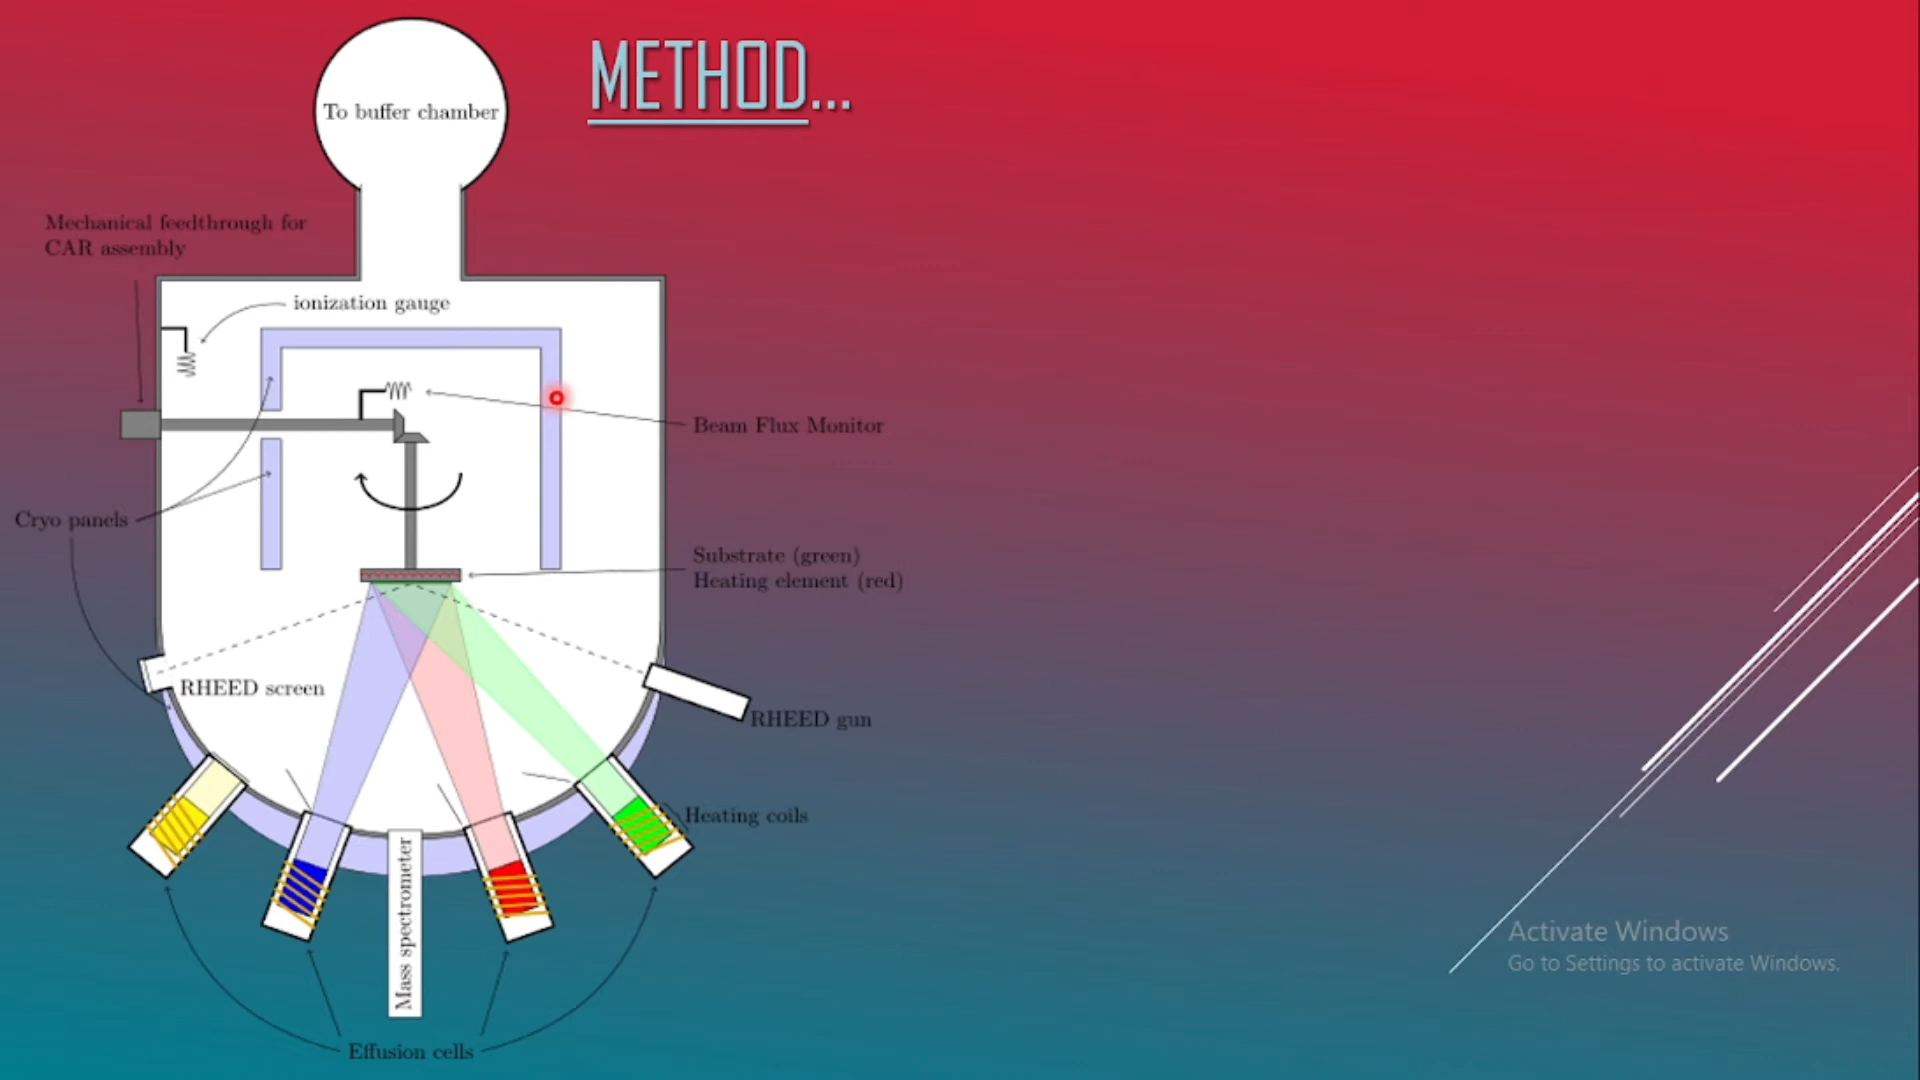 METHOD...
To buffer chamber
Mechanical feedthrough for
CAR assembly
ionization gauge
Beam Flux Monitor
Cryo panels
Substrate (green)
Heating element (red)
RHEED screen
RHEED gun
Heating coils
Mass spectrometer
Effusion cells
Activate Windows
Go to Settings to activate Windows.